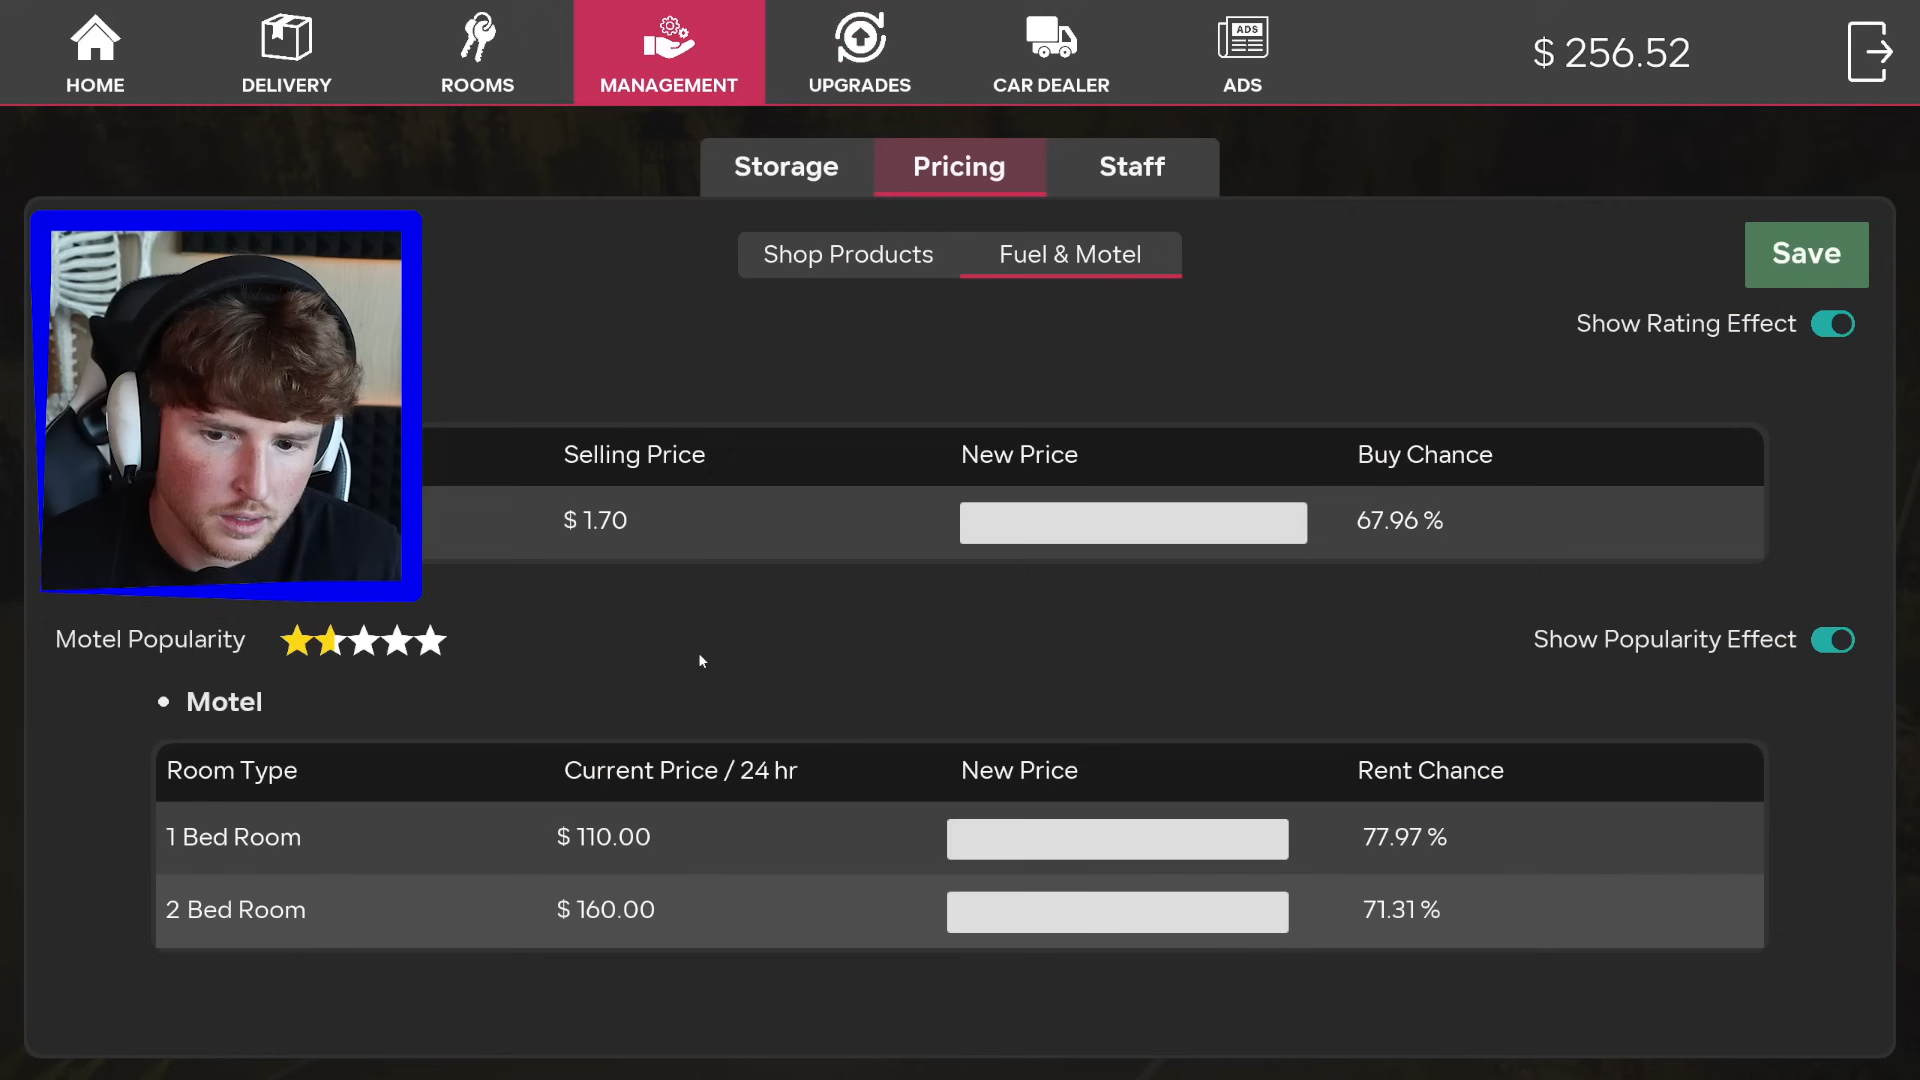 HOME
DELIVERY
ROOMS
MANAGEMENT
UPGRADES
CAR DEALER
ADS
ADS
$ 256.52
Storage
Pricing
Staff
Shop Products
Fuel & Motel
Save
Show Rating Effect
Selling Price
New Price
Buy Chance
$ 1.70
67.96 %
Motel Popularity
Show Popularity Effect
• Motel
Room Type
Current Price / 24 hr
New Price
Rent Chance
1 Bed Room
$ 110.00
77.97 %
2 Bed Room
$ 160.00
71.31 %